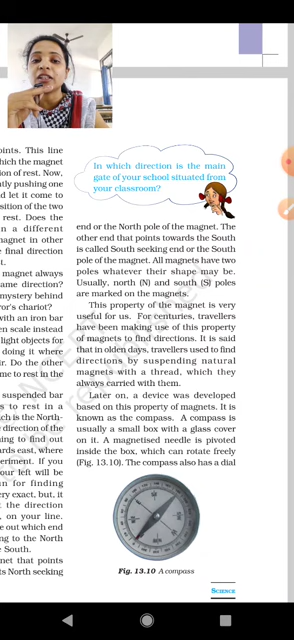 oints. This line
which the magnet
ion of rest. Now,
ntly pushing one
nd let it come to
osition of the two
rest. Does the
n a different
magnet in other
e final direction
t.
magnet always
ame direction?
mystery behind
ror's chariot?
with an iron bar
en scale instead
light objects for
doing it where
ir. Do the other
me to rest in the
suspended bar
s to rest in a
ch is the North-
e direction of the
ning to find out
ards east, where
eriment. If you
our left will be
un for finding
ery exact, but, it
t the direction
, on your line.
e out which end
ng to the North
e South.
net that points
ts North seeking
In which direction is the main
gate of your school situated from
your classroom?
end or the North pole of the magnet. The
other end that points towards the South
is called South seeking end or the South
pole of the magnet. All magnets have two
poles whatever their shape may be.
Usually, north (N) and south (S) poles
are marked on the magnets.
This property of the magnet is very
useful for us. For centuries, travellers
have been making use of this property
of magnets to find directions. It is said
that in olden days, travellers used to find
directions by suspending natural
magnets with a thread, which they
always carried with them.
Later on, a device was developed
based on this property of magnets. It
is known as the compass. A compass is
usually a small box with a glass cover
on it. A magnetised needle is pivoted
inside the box, which can rotate freely
(Fig. 13.10). The compass also has a dial
Fig. 13.10 A compass
SCIENCE